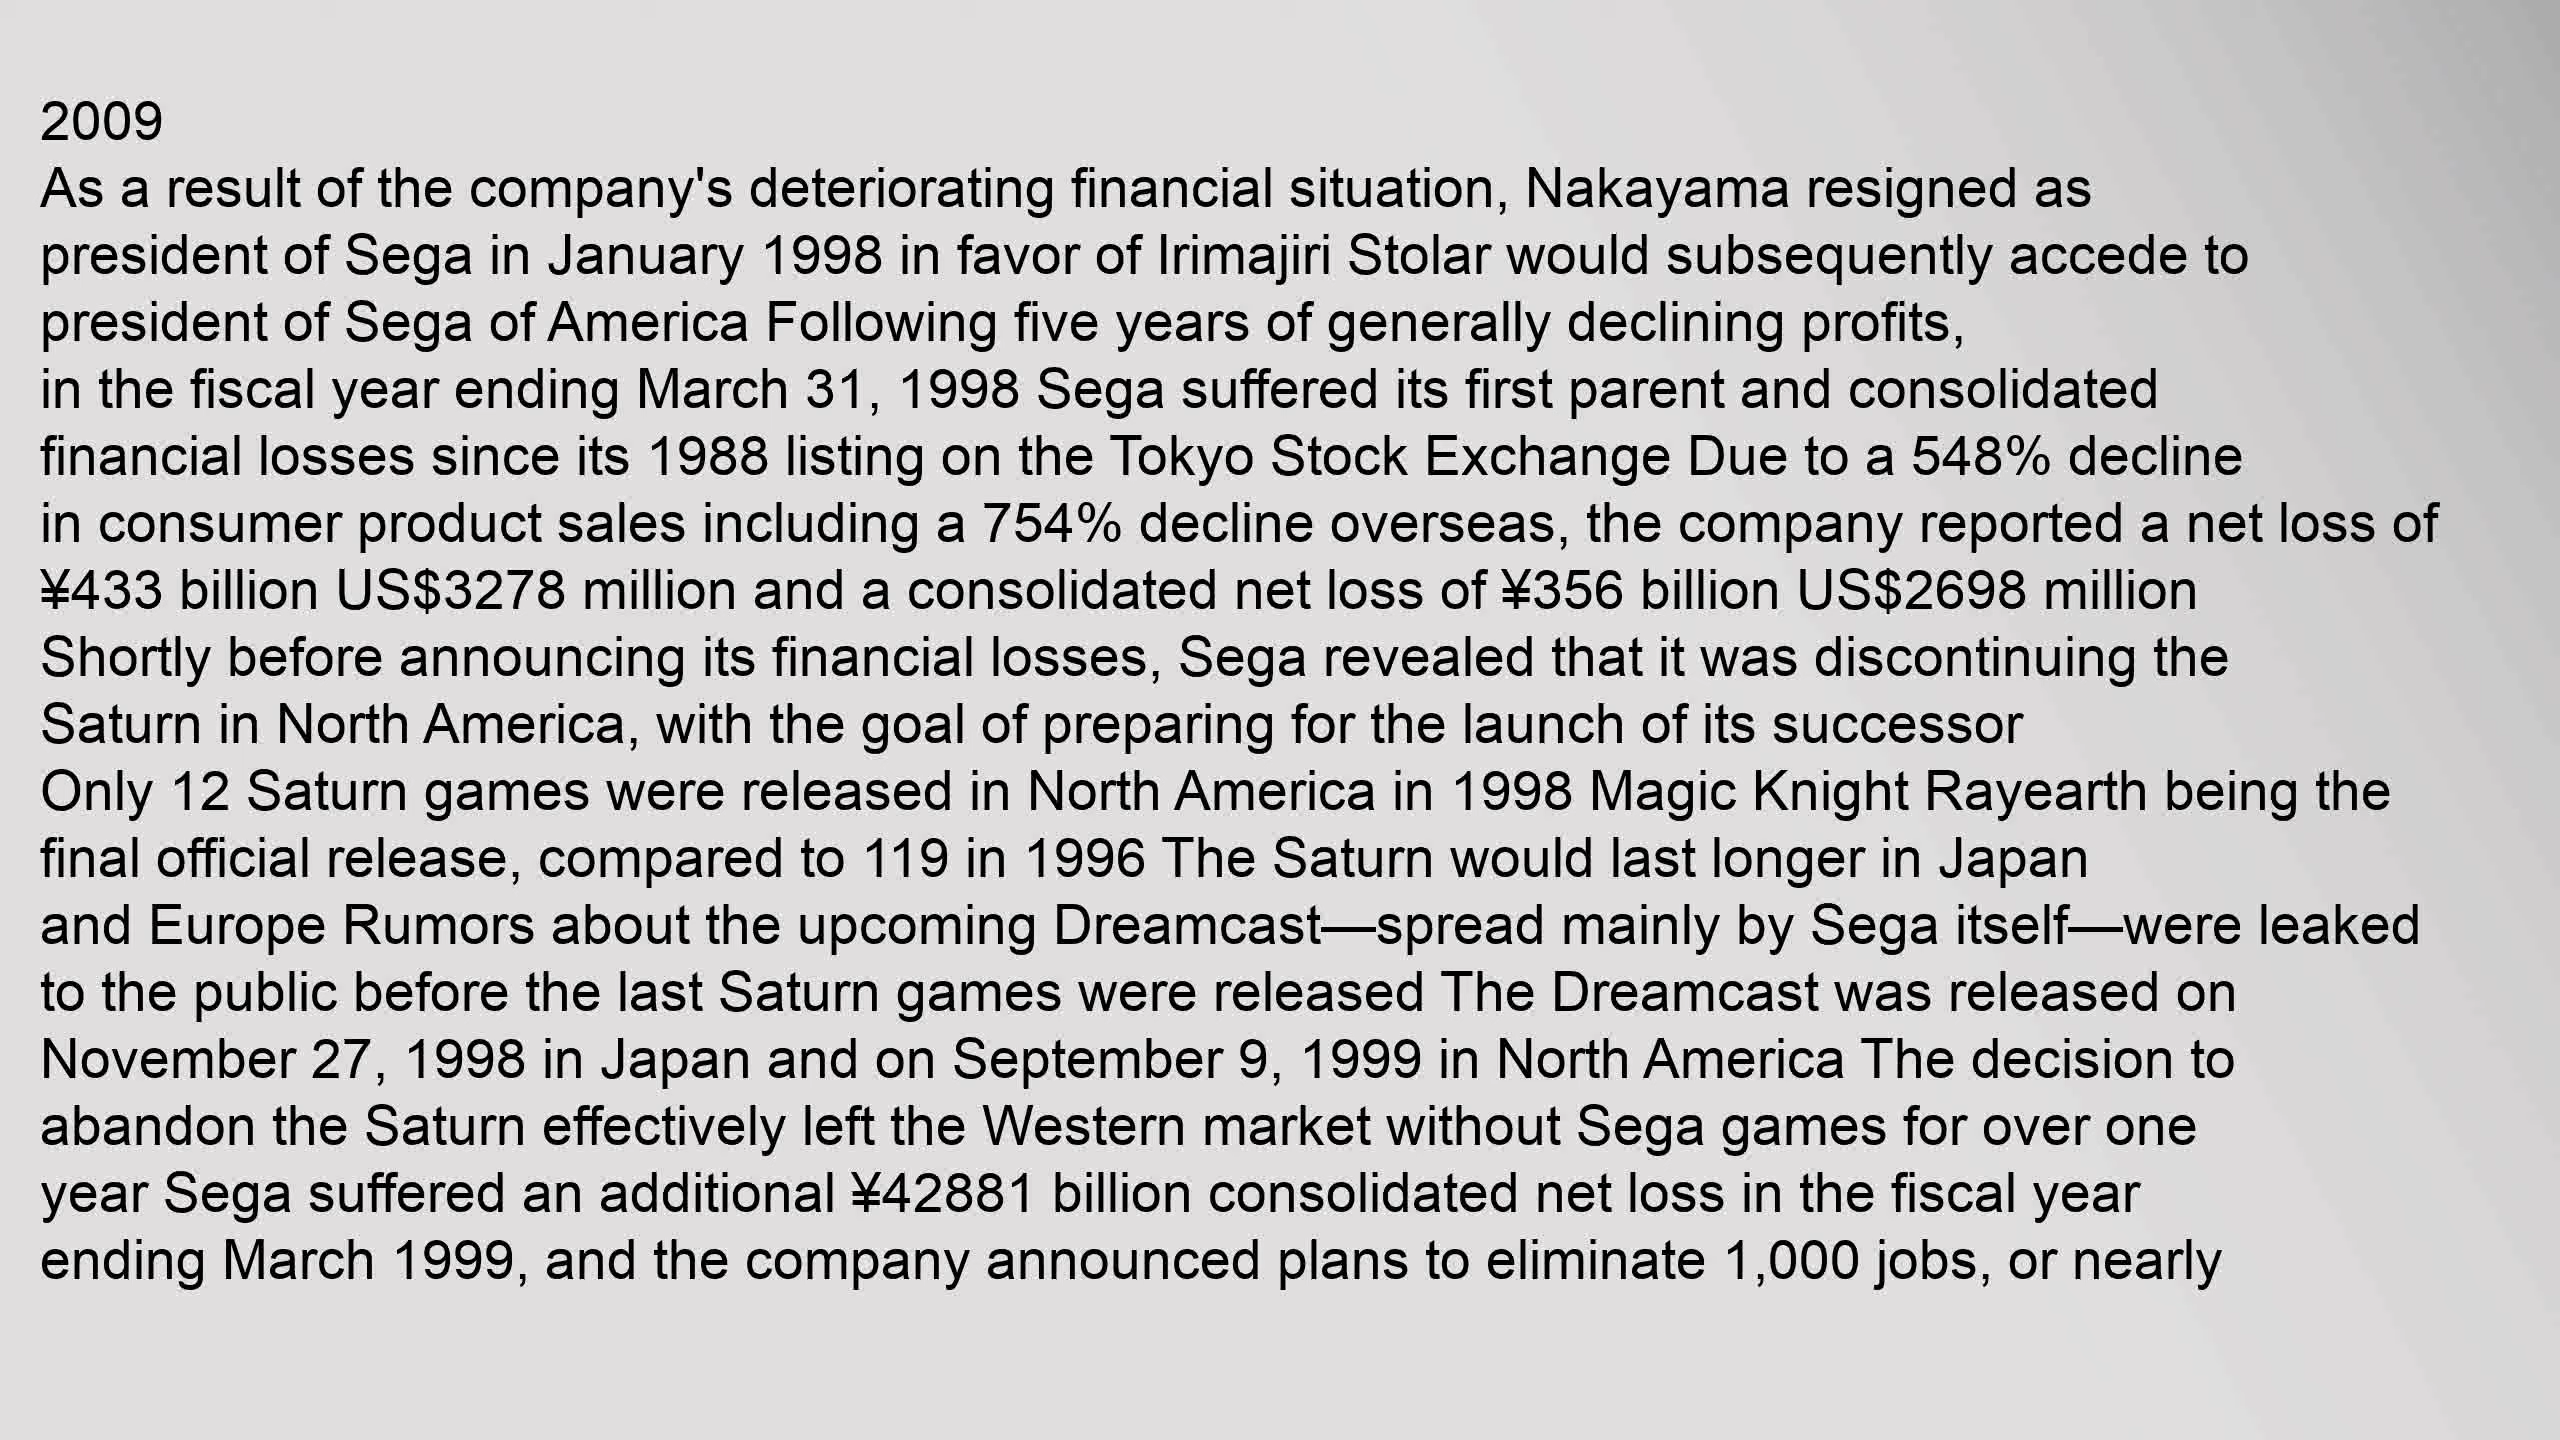 2009
As a result of the company's deteriorating financial situation, Nakayama resigned as
president of Sega in January 1998 in favor of Irimajiri Stolar would subsequently accede to
president of Sega of America Following five years of generally declining profits,
in the fiscal year ending March 31, 1998 Sega suffered its first parent and consolidated
financial losses since its 1988 listing on the Tokyo Stock Exchange Due to a 548% decline
in consumer product sales including a 754% decline overseas, the company reported a net loss of
¥433 billion US$3278 million and a consolidated net loss of ¥356 billion US$2698 million
Shortly before announcing its financial losses, Sega revealed that it was discontinuing the
Saturn in North America, with the goal of preparing for the launch of its successor
Only 12 Saturn games were released in North America in 1998 Magic Knight Rayearth being the
final official release, compared to 119 in 1996 The Saturn would last longer in Japan
and Europe Rumors about the upcoming Dreamcast—spread mainly by Sega itself—were leaked
to the public before the last Saturn games were released The Dreamcast was released on
November 27, 1998 in Japan and on September 9, 1999 in North America The decision to
abandon the Saturn effectively left the Western market without Sega games for over one
year Sega suffered an additional ¥42881 billion consolidated net loss in the fiscal year
ending March 1999, and the company announced plans to eliminate 1,000 jobs, or nearly